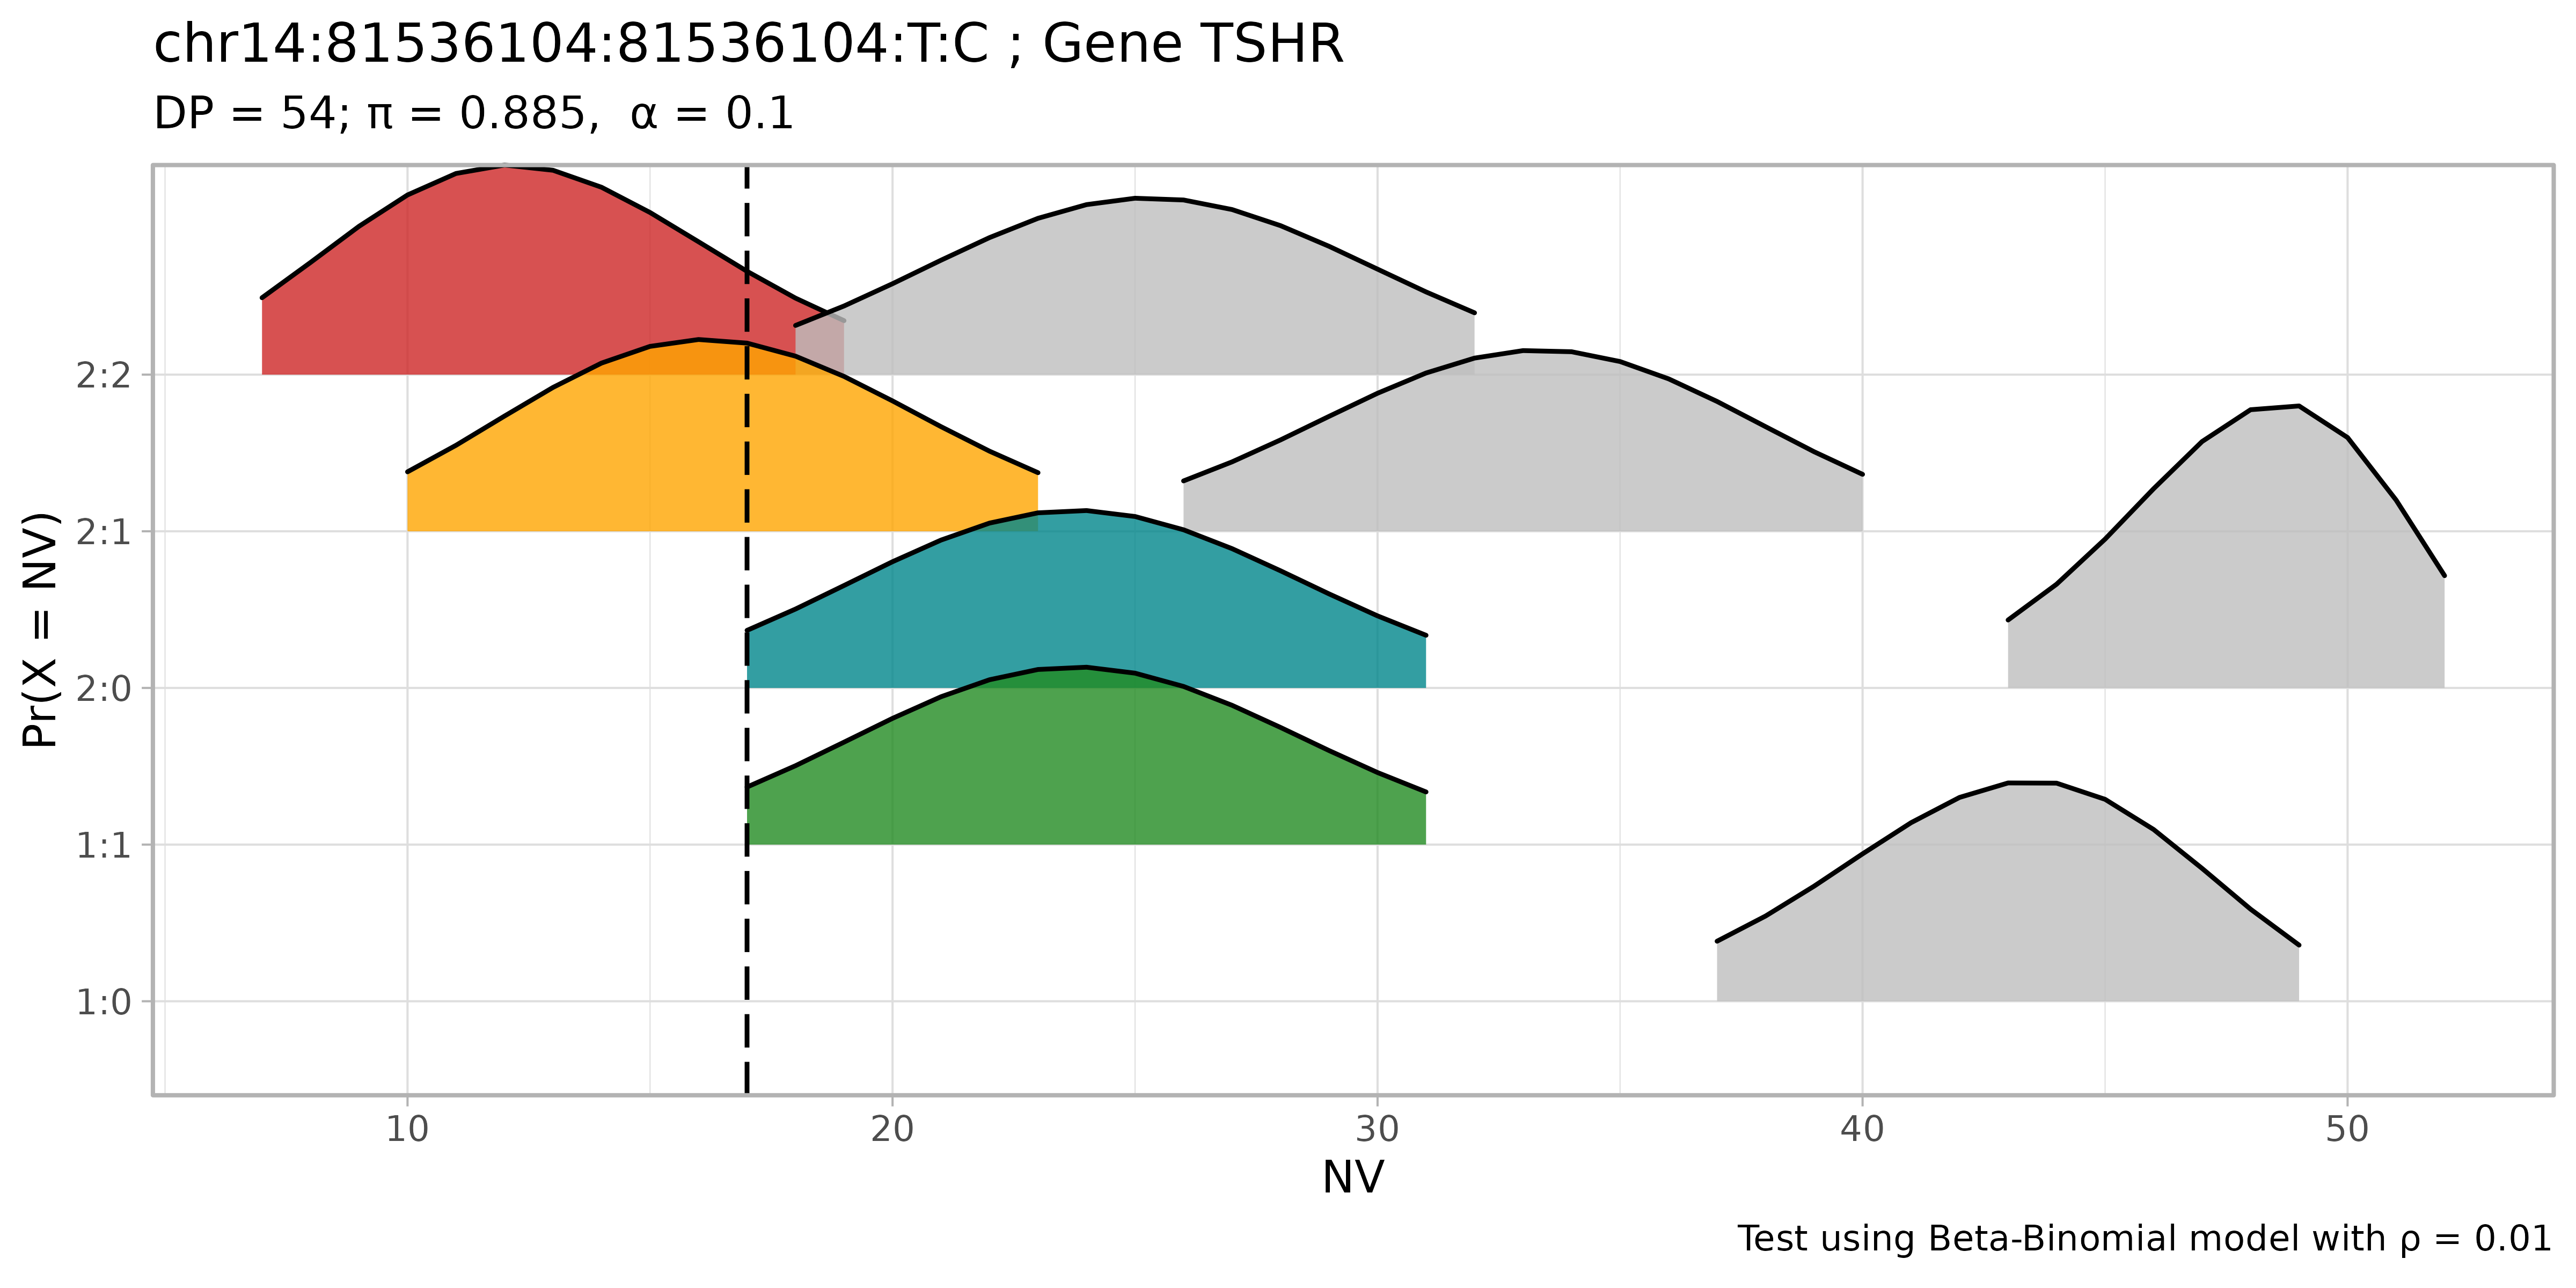 chr14:81536104:81536104:T:C ; Gene TSHR
DP = 54; π = 0.885,  α = 0.1
Pr(X = NV)
2:2
2:1
2:0
1:1
1:0
10 20 30 40 50
NV
Test using Beta-Binomial model with ρ = 0.01